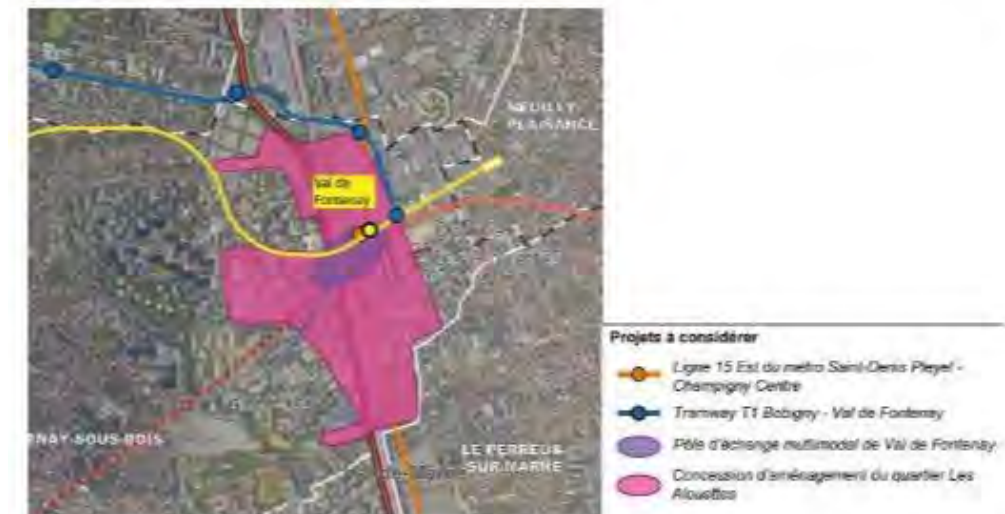 NEUILLY
PLAISANCE
Val de
Fontenay
NAY-SOUS-BOIS
LE PERREUX
SUR MARNE
Projets à considérer
Ligne 15 Est du métro Saint-Denis Pleyel -
Champigny Centre
Tramway T1 Bobigny - Val de Fontenay
Pôle d'échange multimodal de Val de Fontenay
Concession d'aménagement du quartier Les
Alouettes